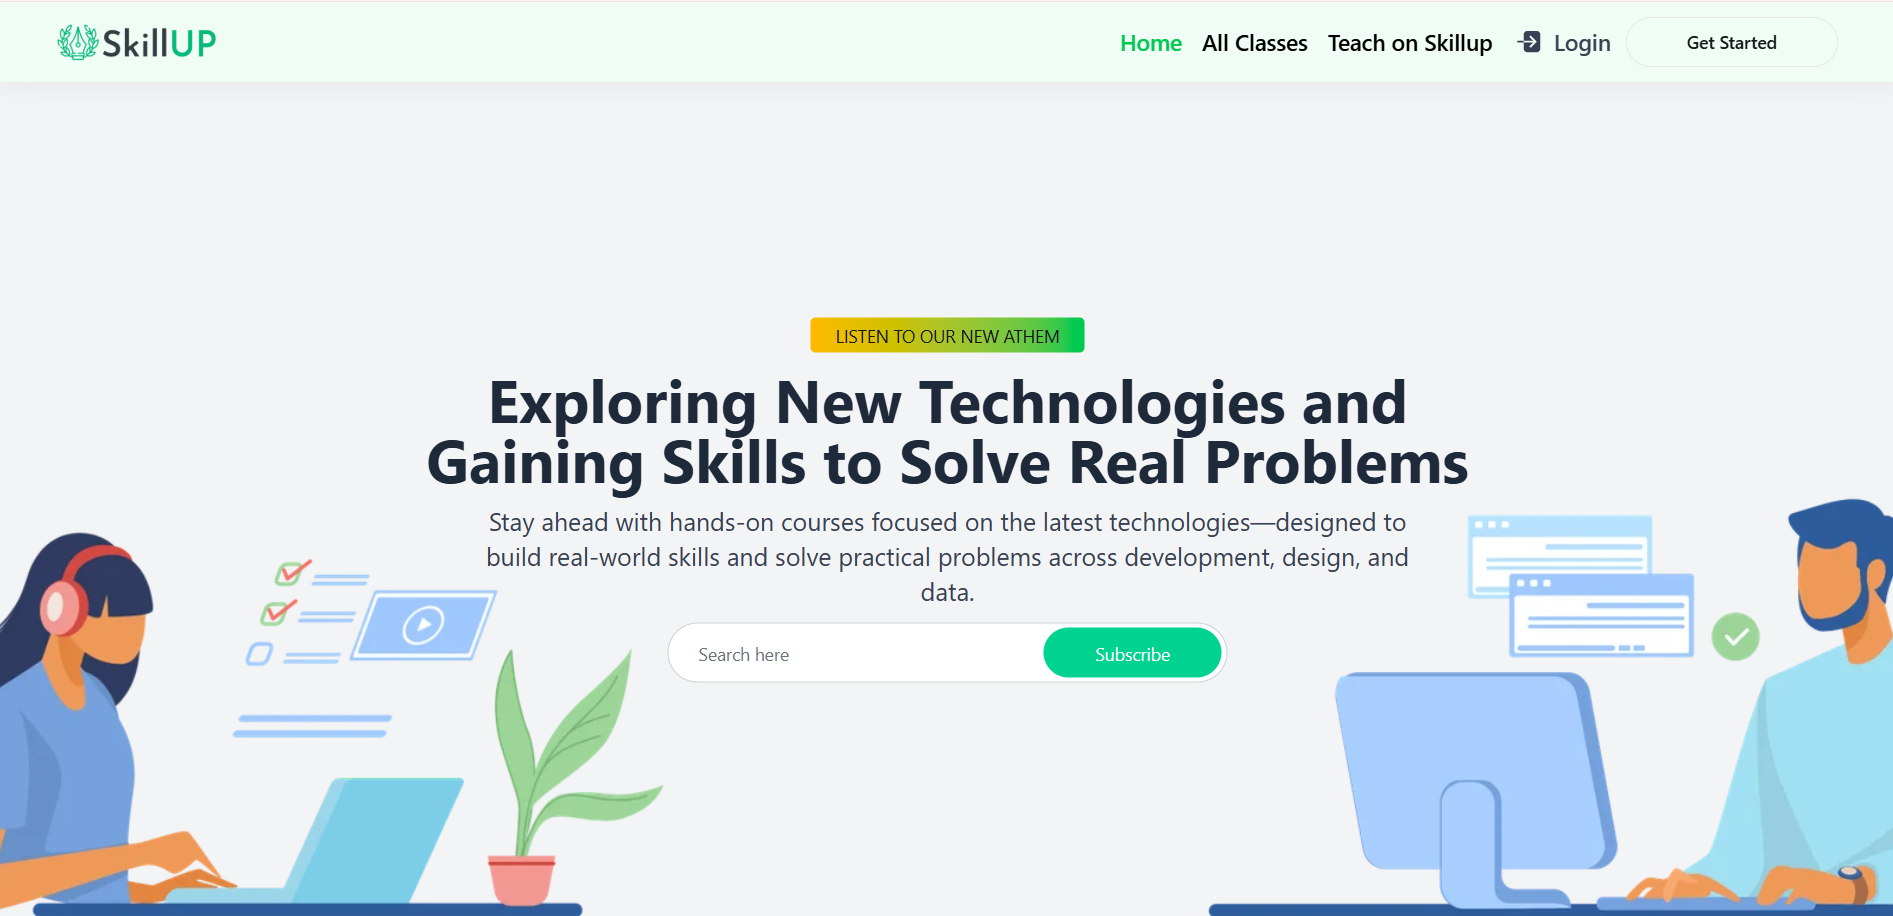 SkillUP
Home
All Classes
Teach on Skillup
Login
Get Started
LISTEN TO OUR NEW ATHEM
Exploring New Technologies and
Gaining Skills to Solve Real Problems
Stay ahead with hands-on courses focused on the latest technologies—designed to
build real-world skills and solve practical problems across development, design, and
data.
Search here
Subscribe